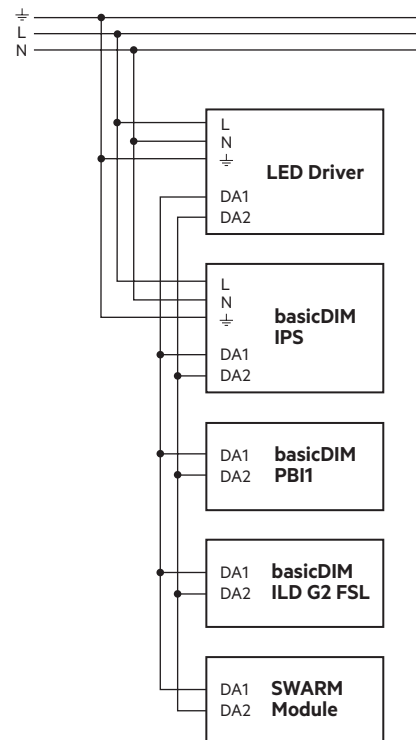 ⏚
L
N
L
N
⏚
LED Driver
DA1
DA2
L
N
⏚
basicDIM
IPS
DA1
DA2
DA1 basicDIM
DA2 PBI1
DA1 basicDIM
DA2 ILD G2 FSL
DA1 SWARM
DA2 Module